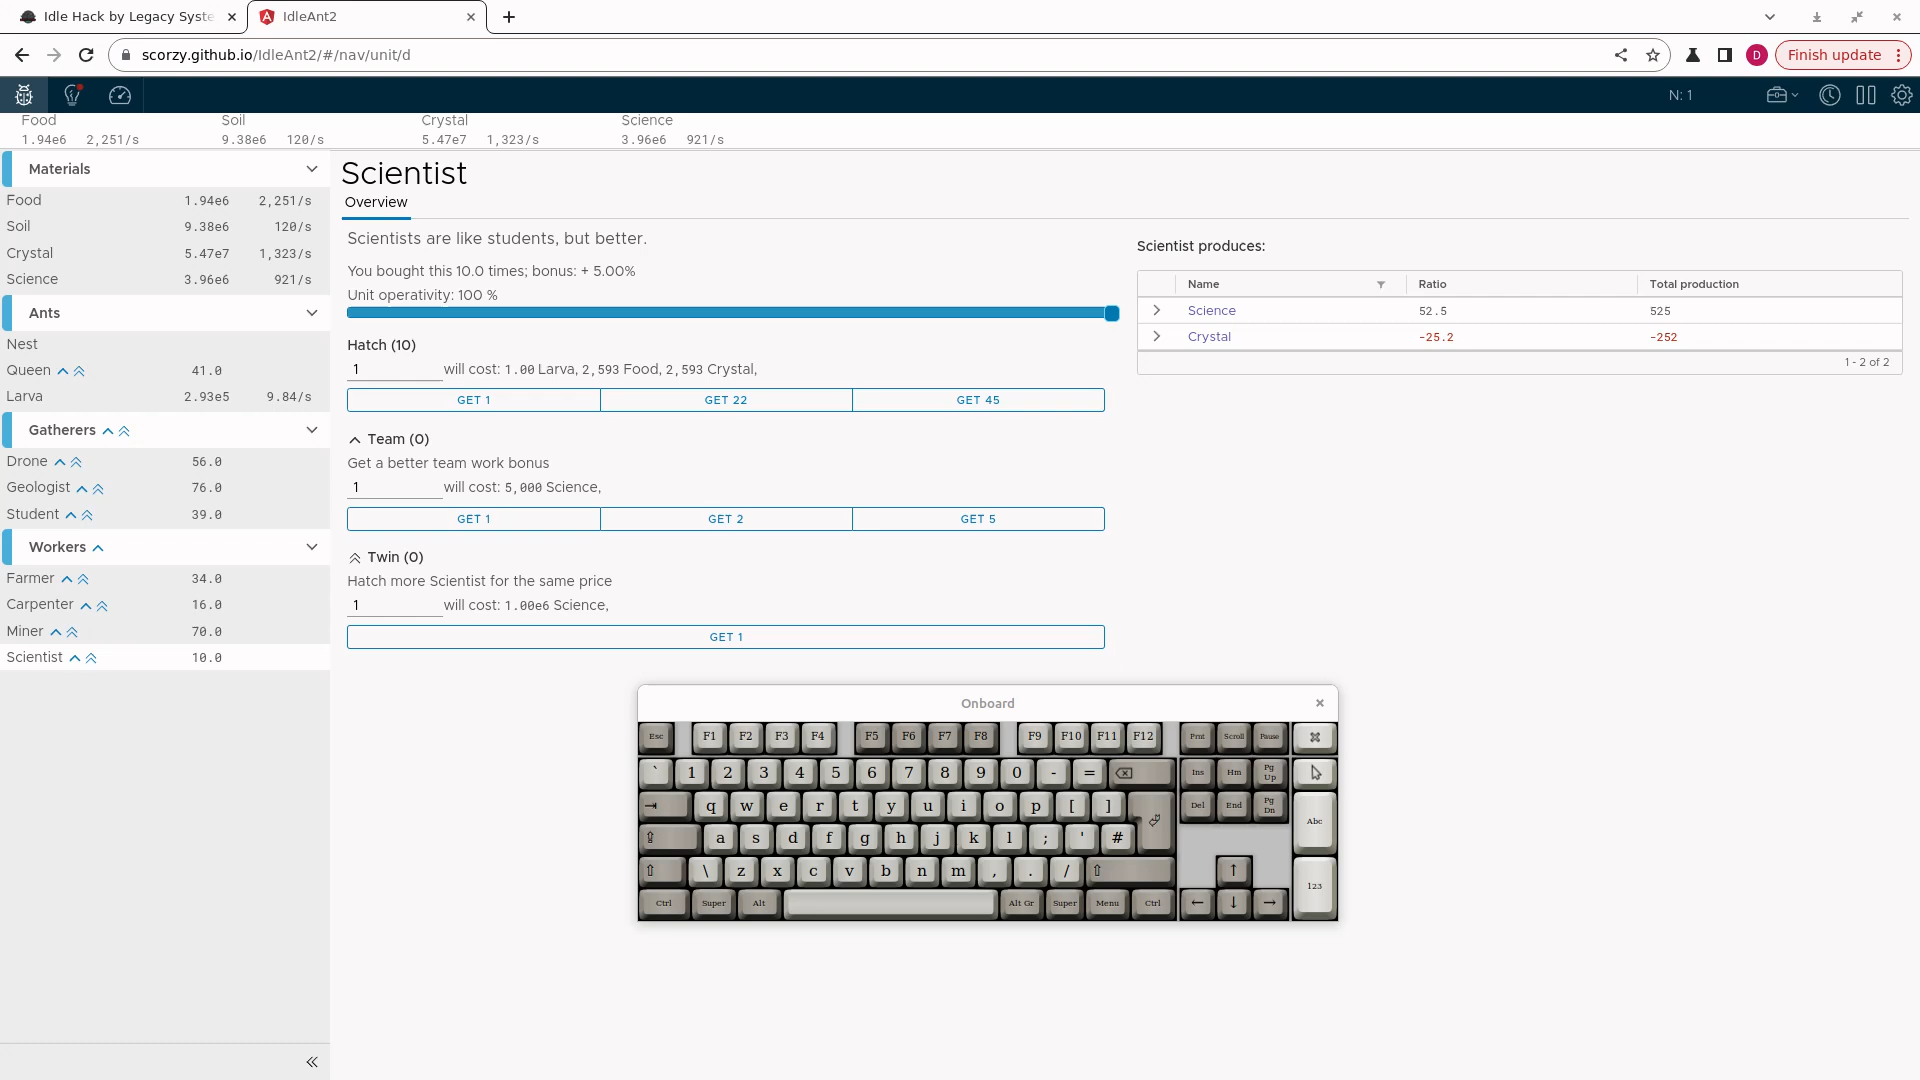 Idle Hack by Legacy Syste
IdleAnt2
scorzy.github.io/IdleAnt2/#/nav/unit/d
D
Finish update
N: 1
Food
1.94e6 2,251/s
Soil
9.38e6 120/s
Crystal
5.47e7 1,323/s
Science
3.96e6 921/s
Materials
Food 1.94e6 2,251/s
Soil 9.38e6 120/s
Crystal 5.47e7 1,323/s
Science 3.96e6 921/s
Ants
Nest
Queen 41.0
Larva 2.93e5 9.84/s
Gatherers
Drone 56.0
Geologist 76.0
Student 39.0
Workers
Farmer 34.0
Carpenter 16.0
Miner 70.0
Scientist 10.0
Scientist
Overview
Scientists are like students, but better.
You bought this 10.0 times; bonus: + 5.00%
Unit operativity: 100 %
Hatch (10)
1 will cost: 1.00 Larva, 2,593 Food, 2,593 Crystal,
GET 1 GET 22 GET 45
Team (0)
Get a better team work bonus
1 will cost: 5,000 Science,
GET 1 GET 2 GET 5
Twin (0)
Hatch more Scientist for the same price
1 will cost: 1.00e6 Science,
GET 1
Scientist produces:
Name Ratio Total production
Science 52.5 525
Crystal -25.2 -252
1 - 2 of 2
Onboard
Esc F1 F2 F3 F4 F5 F6 F7 F8 F9 F10 F11 F12 Prnt Scroll Pause
` 1 2 3 4 5 6 7 8 9 0 - = Ins Hm Pg Up
q w e r t y u i o p [ ] Del End Pg Dn Abc
a s d f g h j k l ; ' #
\ z x c v b n m , . / 123
Ctrl Super Alt Alt Gr Super Menu Ctrl